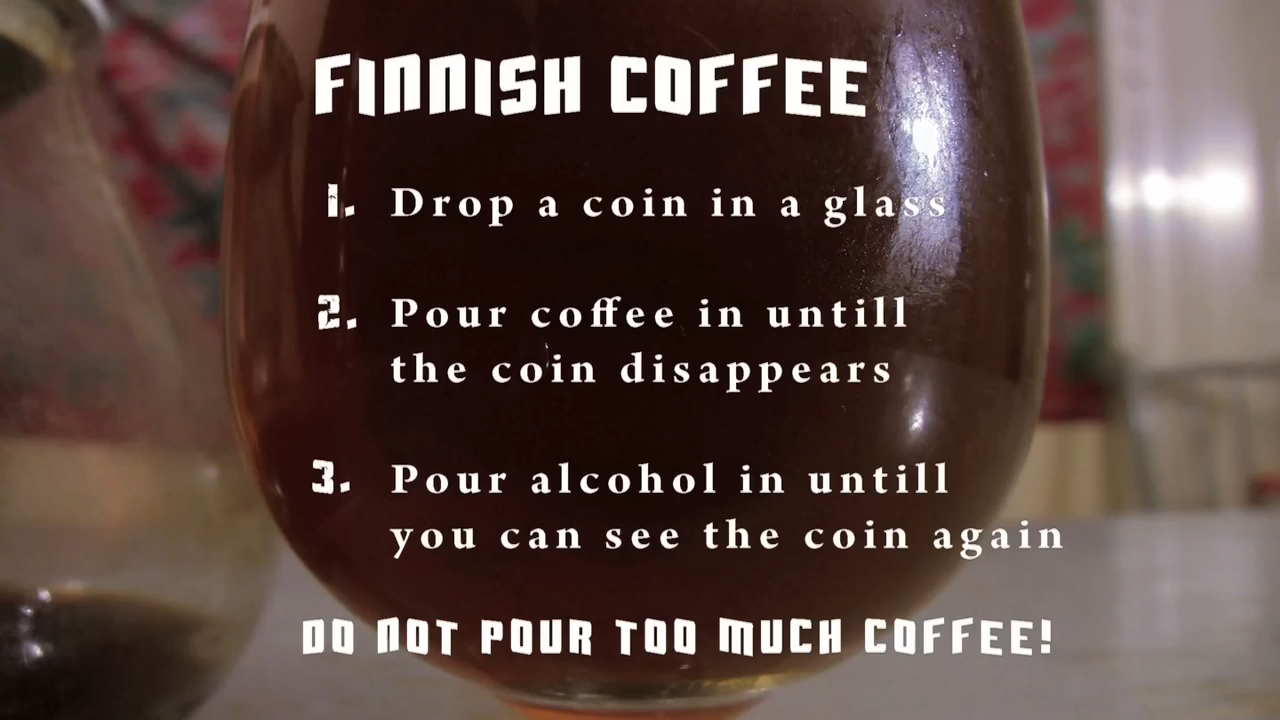 FINNISH COFFEE
1. Drop a coin in a glass
2. Pour coffee in untill
the coin disappears
3. Pour alcohol in untill
you can see the coin again
DO NOT POUR TOO MUCH COFFEE!